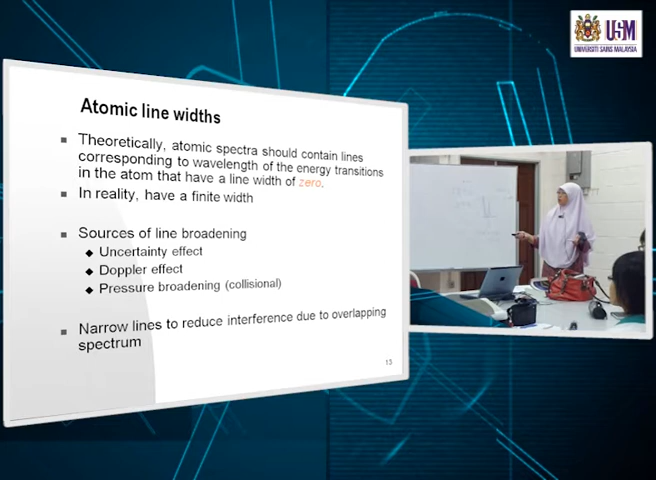 USM
UNIVERSITI SAINS MALAYSIA
Atomic line widths
Theoretically, atomic spectra should contain lines
corresponding to wavelength of the energy transitions
in the atom that have a line width of zero.
In reality, have a finite width
Sources of line broadening
Uncertainty effect
Doppler effect
Pressure broadening (collisional)
Narrow lines to reduce interference due to overlapping
spectrum
13